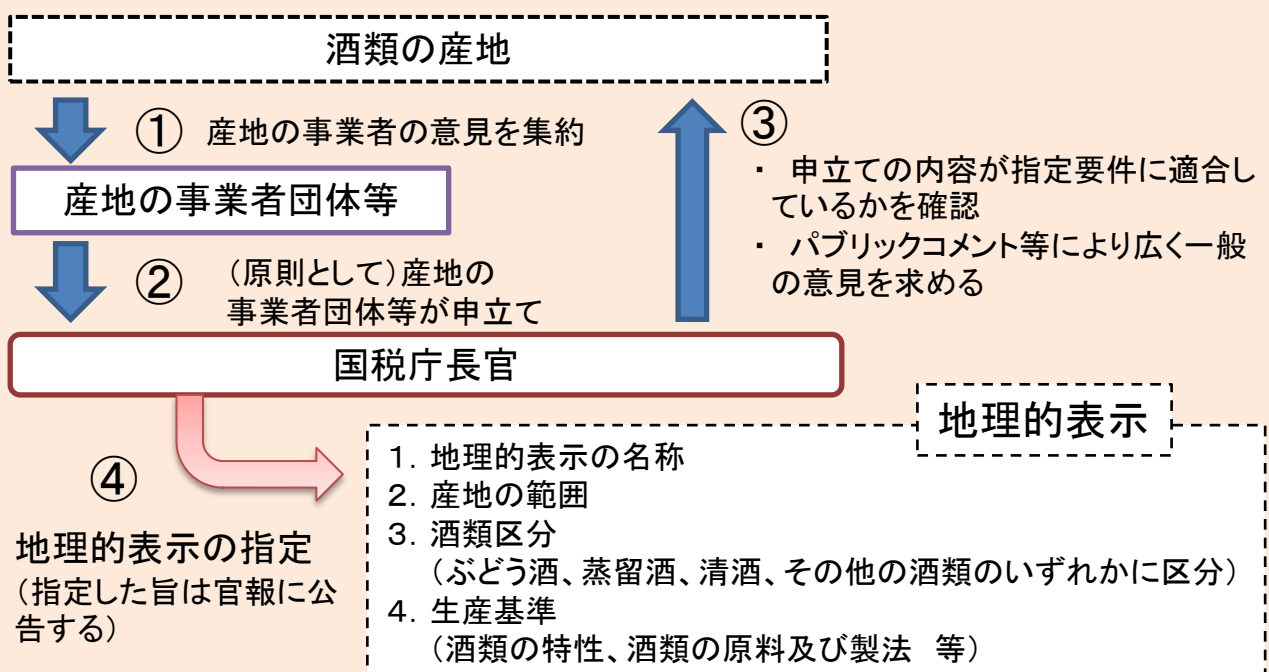 酒類の産地
① 産地の事業者の意見を集約
産地の事業者団体等
② (原則として)産地の
事業者団体等が申立て
③
・ 申立ての内容が指定要件に適合し
ているかを確認
・ パブリックコメント等により広く一般
の意見を求める
国税庁長官
④
地理的表示の指定
(指定した旨は官報に公
告する)
地理的表示
1．地理的表示の名称
2．産地の範囲
3．酒類区分
(ぶどう酒、蒸留酒、清酒、その他の酒類のいずれかに区分)
4．生産基準
(酒類の特性、酒類の原料及び製法　等)